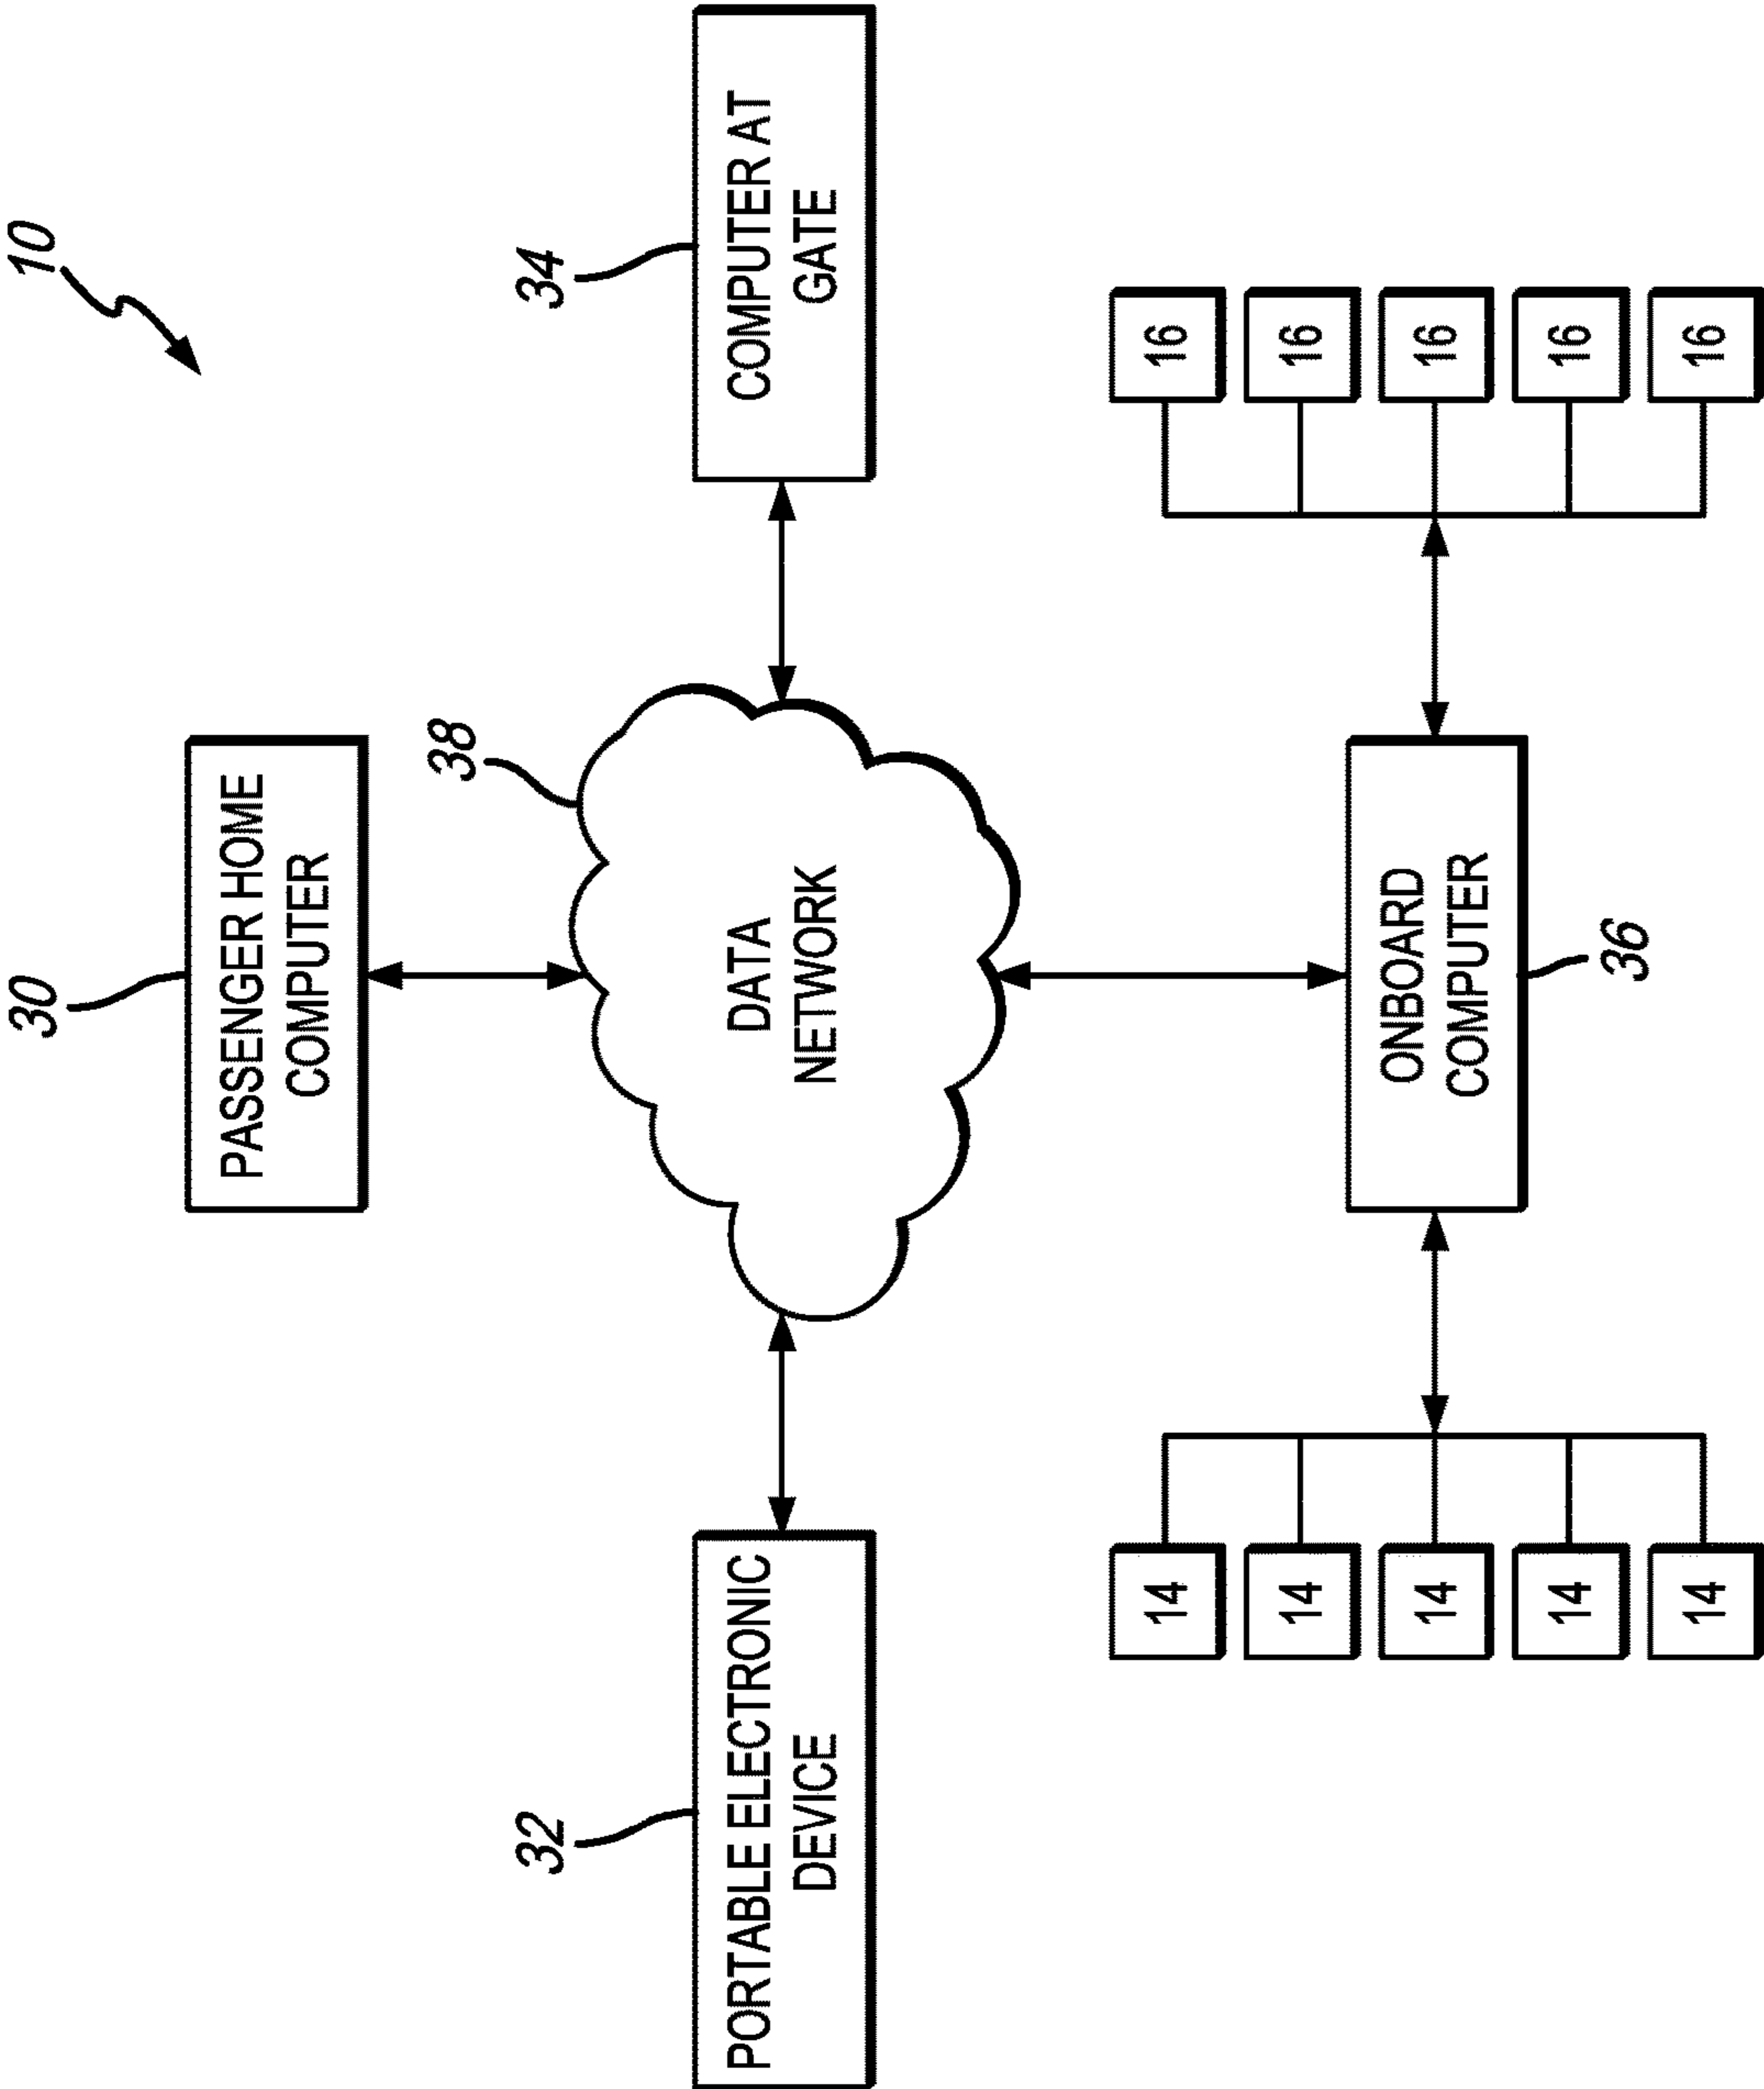 30
10
PASSENGER HOME
COMPUTER
38
32
34
PORTABLE ELECTRONIC
DEVICE
DATA
NETWORK
COMPUTER AT
GATE
14
14
14
14
14
ONBOARD
COMPUTER
36
16
16
16
16
16